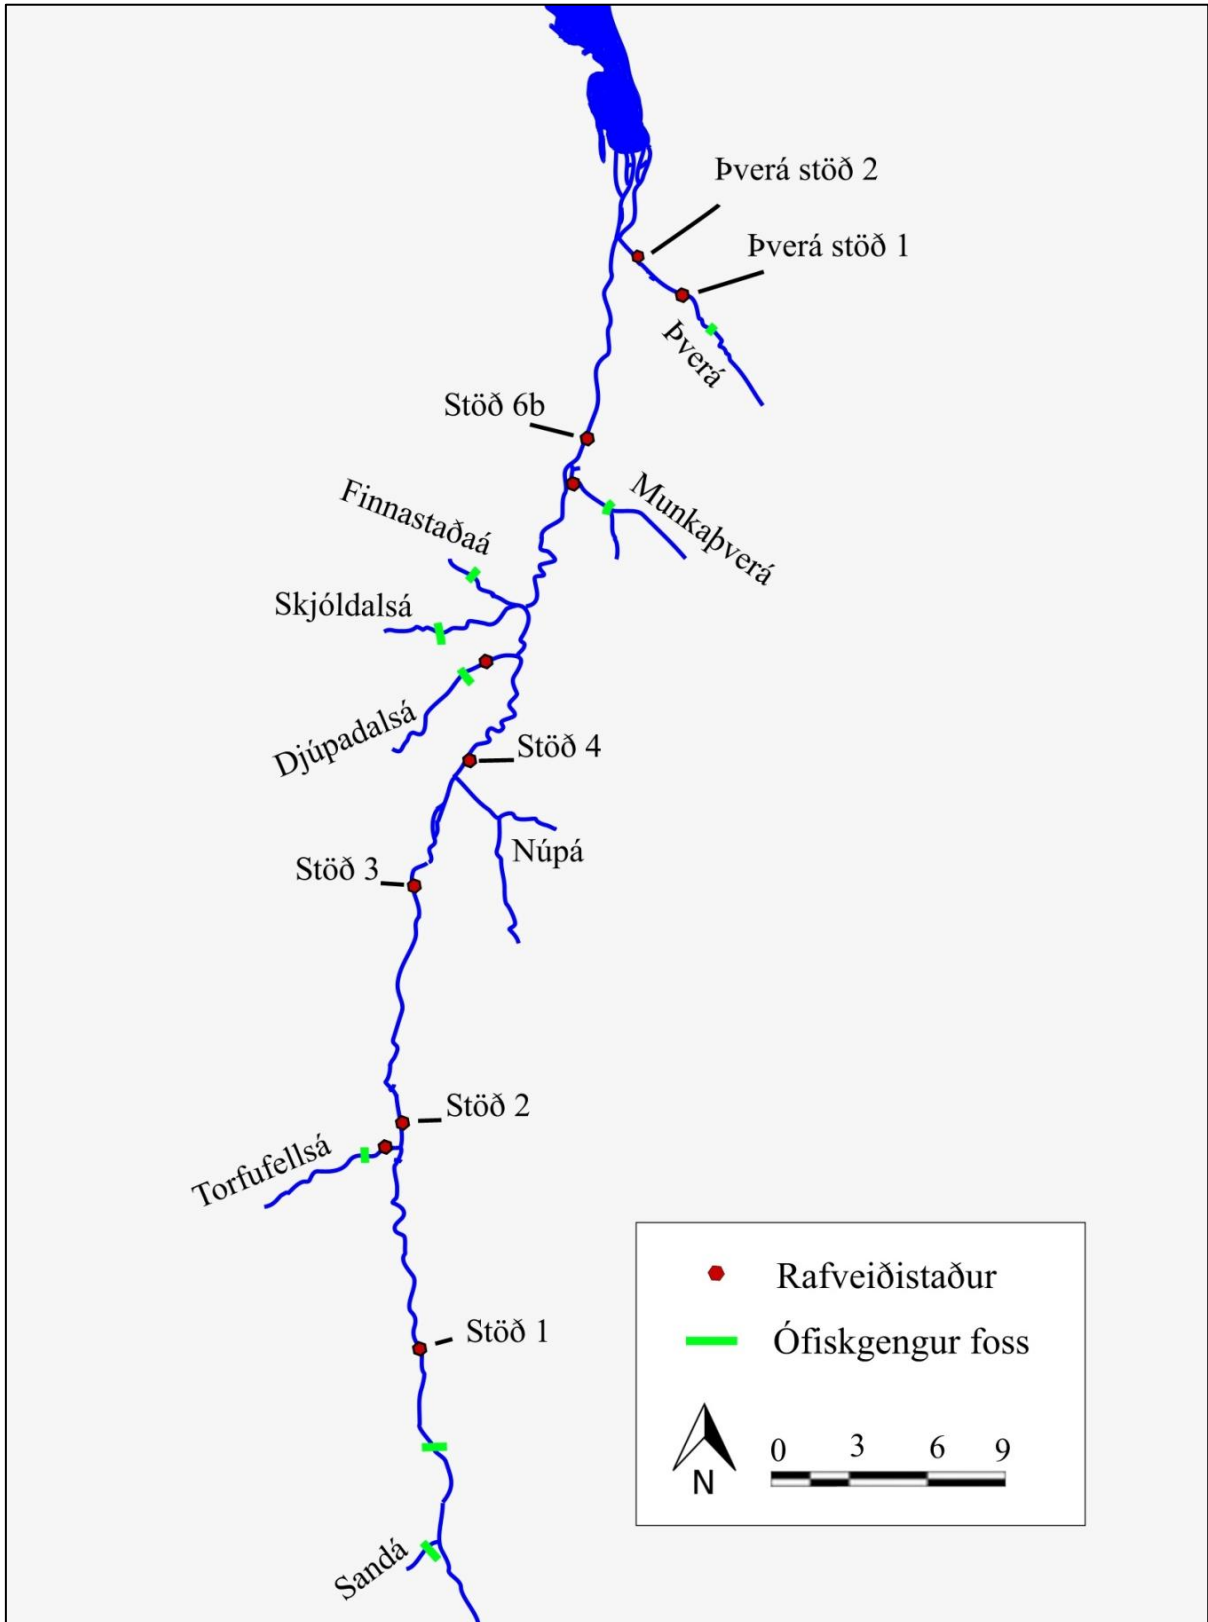 Þverá stöð 2
Þverá stöð 1
Þverá
Stöð 6b
Finnastaðaá
Munkaþverá
Skjóldalsá
Djúpadalsá
Stöð 4
Núpá
Stöð 3
Stöð 2
Torfufellsá
Stöð 1
Sandá
Rafveiðistaður
Ófiskgengur foss
N
0 3 6 9